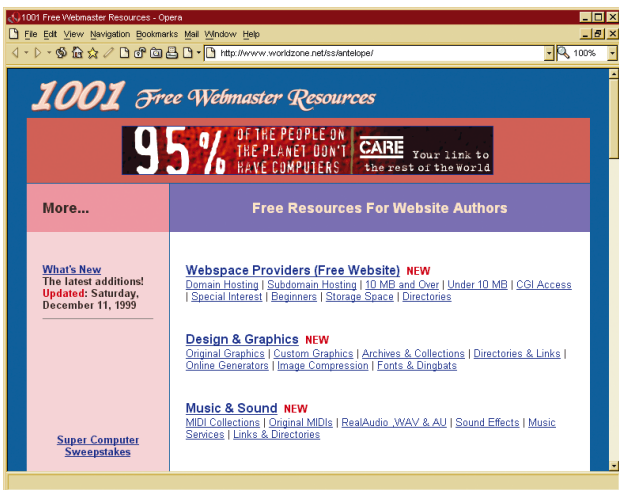 1001 Free Webmaster Resources - Opera
File Edit View Navigation Bookmarks Mail Window Help
http://www.worldzone.net/ss/antelope/
100%
1001 Free Webmaster Resources
95% OF THE PEOPLE ON
THE PLANET DON'T
HAVE COMPUTERS
CARE Your link to
the rest of the World
More...
Free Resources For Website Authors
What's New
The latest additions!
Updated: Saturday,
December 11, 1999
Super Computer
Sweepstakes
Webspace Providers (Free Website) NEW
Domain Hosting | Subdomain Hosting | 10 MB and Over | Under 10 MB | CGI Access
| Special Interest | Beginners | Storage Space | Directories
Design & Graphics NEW
Original Graphics | Custom Graphics | Archives & Collections | Directories & Links |
Online Generators | Image Compression | Fonts & Dingbats
Music & Sound NEW
MIDI Collections | Original MIDIs | RealAudio ,WAV & AU | Sound Effects | Music
Services | Links & Directories